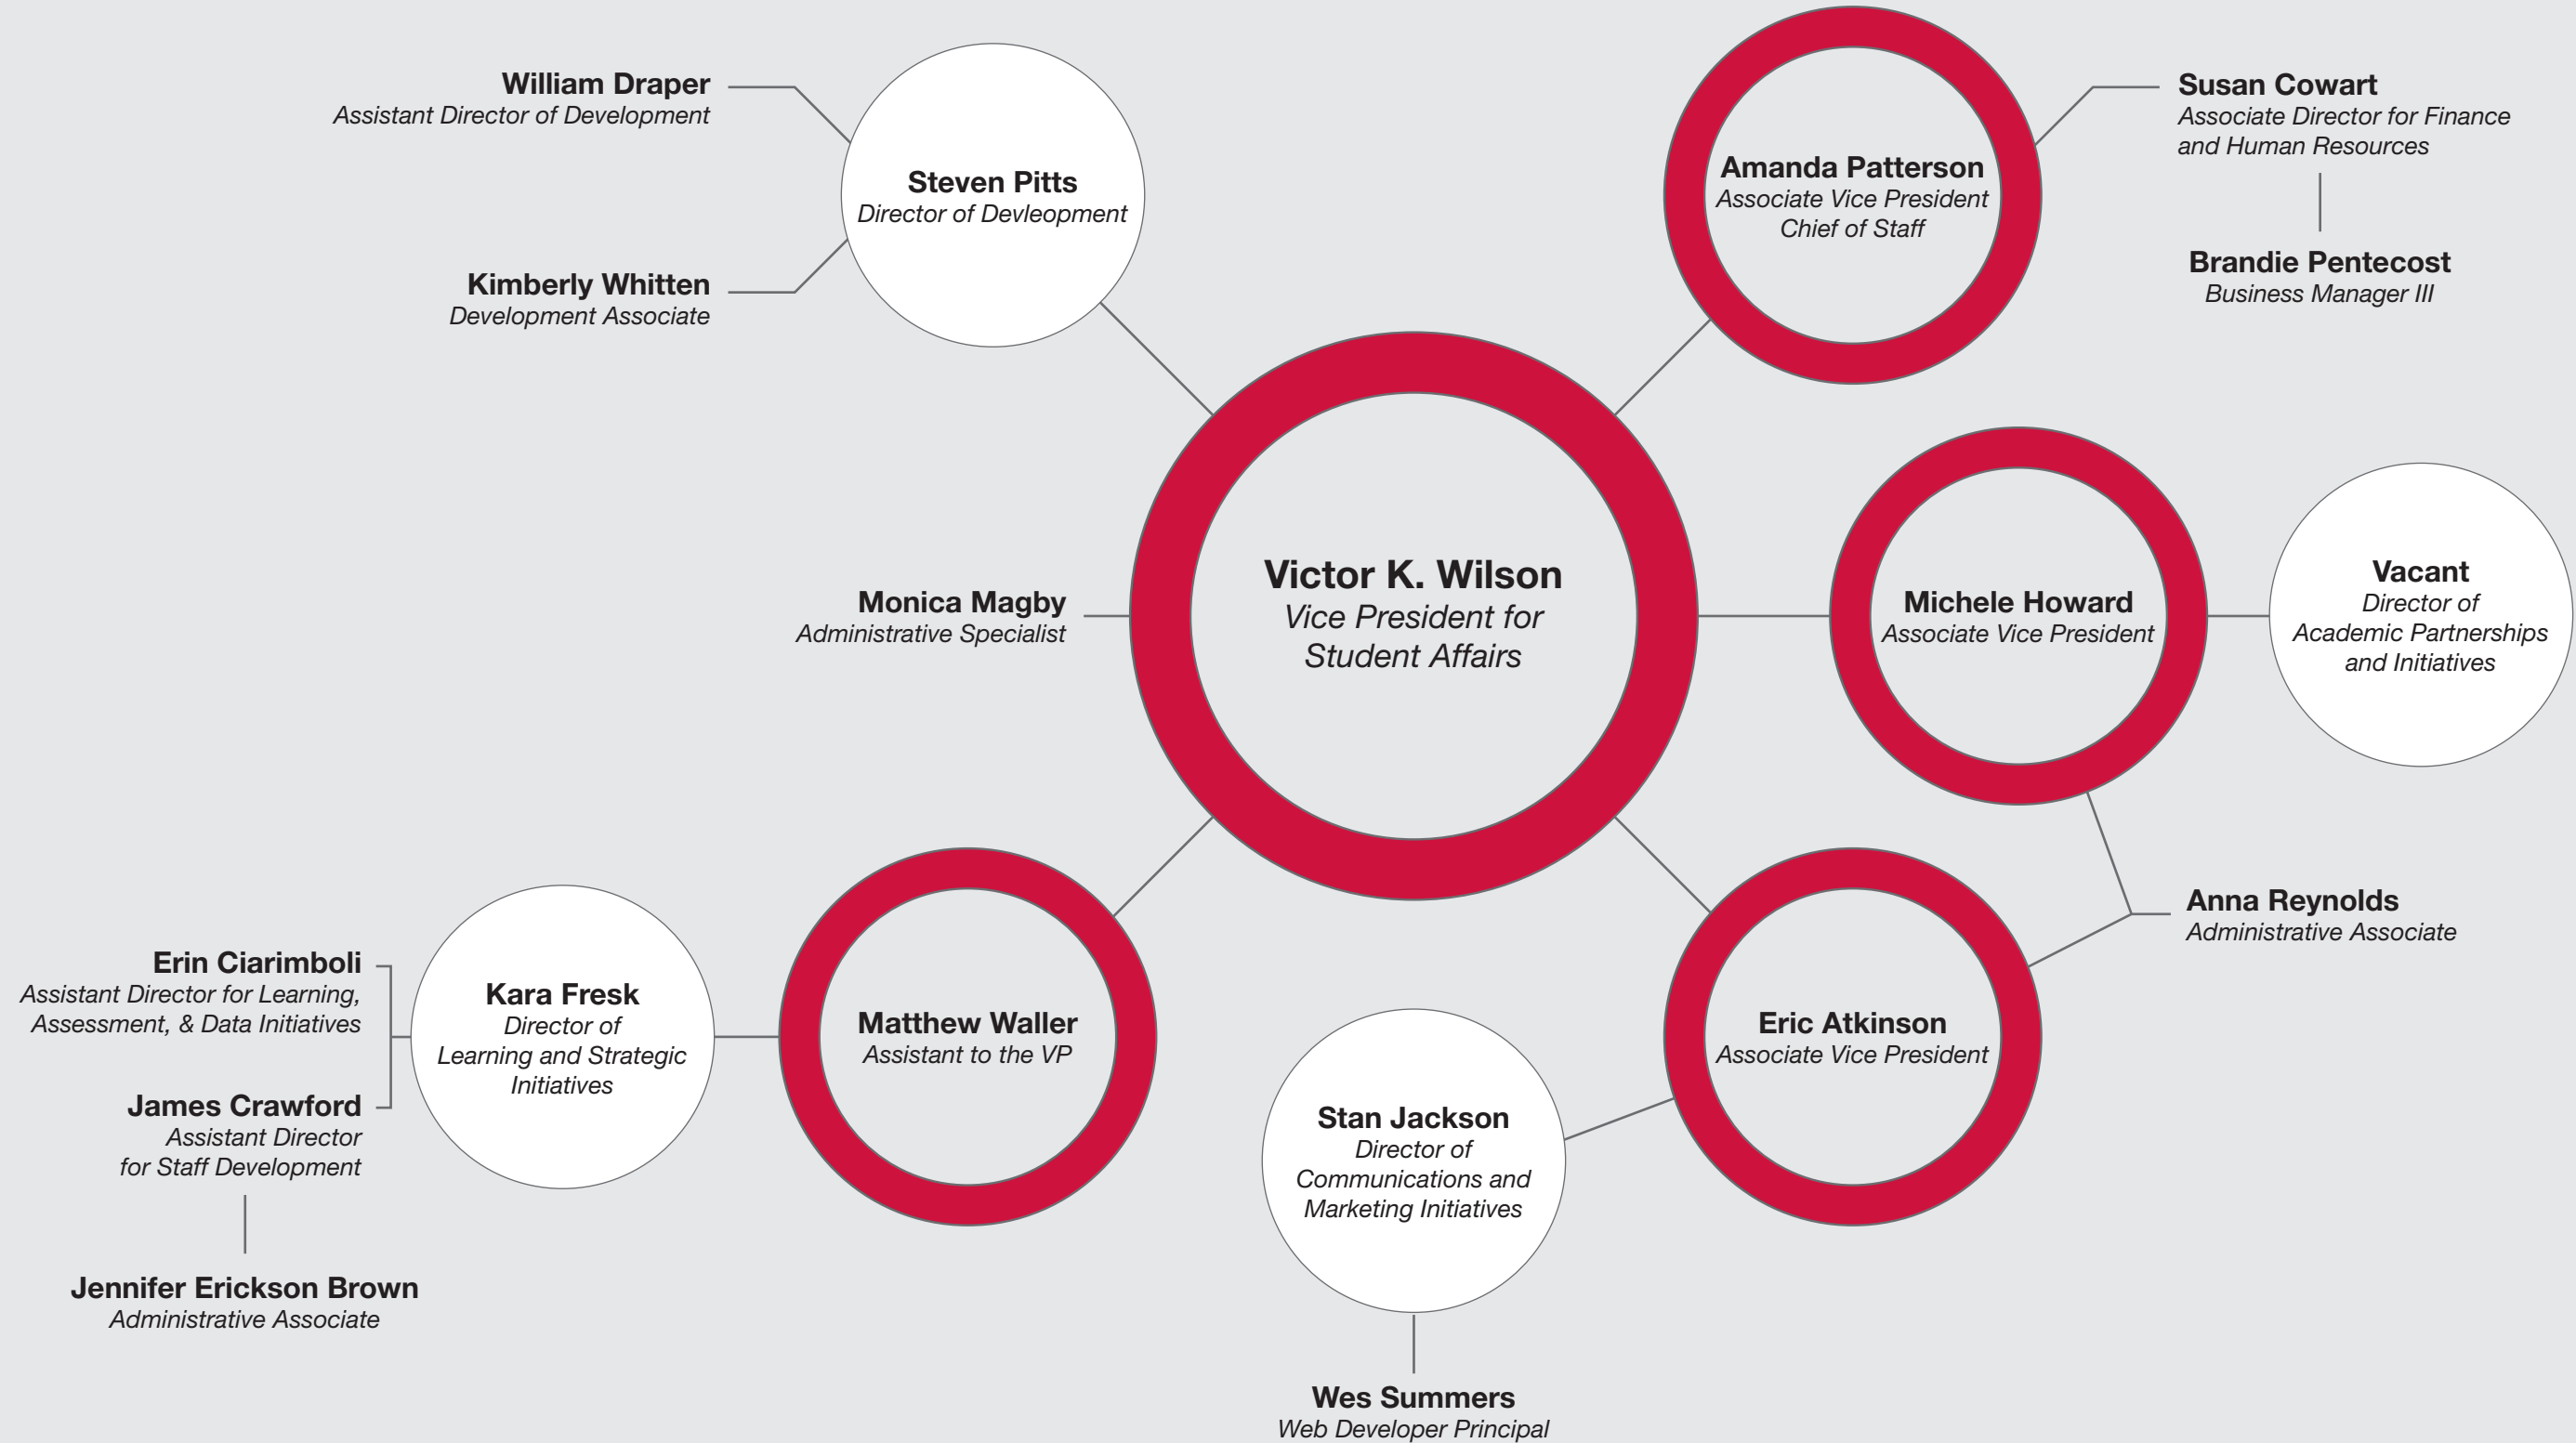 William Draper
Assistant Director of Development
Kimberly Whitten
Development Associate
Steven Pitts
Director of Devleopment
Amanda Patterson
Associate Vice President
Chief of Staff
Susan Cowart
Associate Director for Finance
and Human Resources
Brandie Pentecost
Business Manager III
Monica Magby
Administrative Specialist
Victor K. Wilson
Vice President for
Student Affairs
Michele Howard
Associate Vice President
Vacant
Director of
Academic Partnerships
and Initiatives
Anna Reynolds
Administrative Associate
Erin Ciarimboli
Assistant Director for Learning,
Assessment, & Data Initiatives
James Crawford
Assistant Director
for Staff Development
Jennifer Erickson Brown
Administrative Associate
Kara Fresk
Director of
Learning and Strategic
Initiatives
Matthew Waller
Assistant to the VP
Eric Atkinson
Associate Vice President
Stan Jackson
Director of
Communications and
Marketing Initiatives
Wes Summers
Web Developer Principal